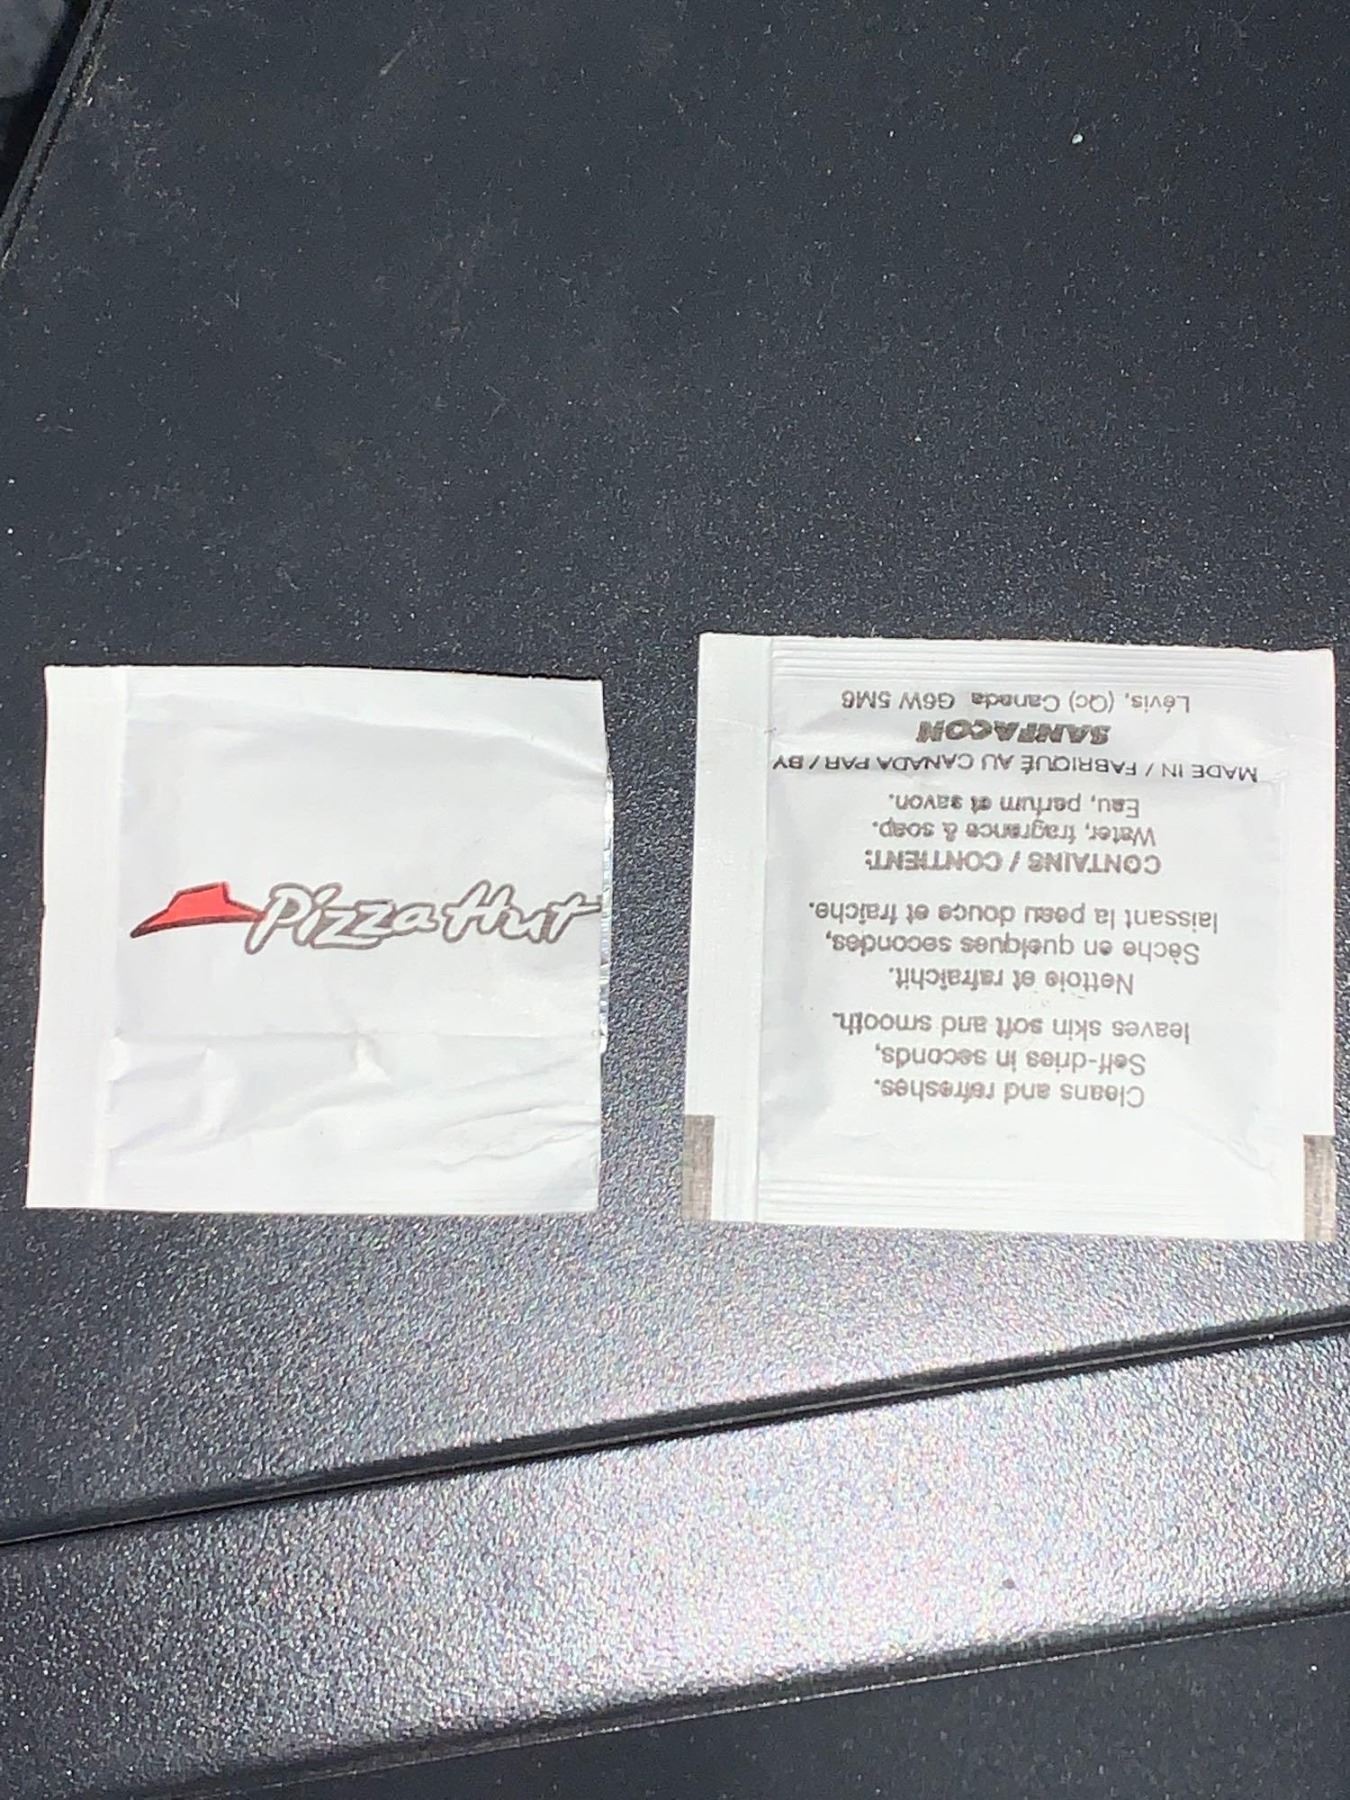 Pizza Hut
Cleans and refreshes.
Self-dries in seconds,
leaves skin soft and smooth.
Nettoie et rafraîchit.
Sèche en quelques secondes,
laissant la peau douce et fraîche.
CONTAINS / CONTIENT:
Water, fragrance & soap.
Eau, parfum et savon.
MADE IN / FABRIQUÉ AU CANADA PAR / BY
SANFACON
Lévis, (Qc) Canada G6W 5M6